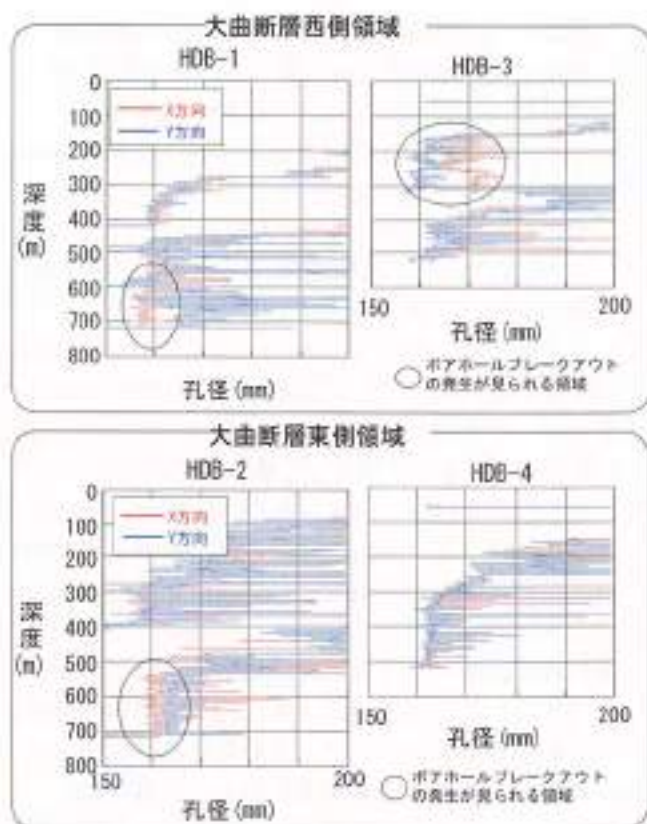 大曲断層西側領域
HDB-1
HDB-3
0
100
200
300
400
500
600
700
800
深度(m)
X方向
Y方向
150
200
孔径(mm)
孔径(mm)
ボアホールブレークアウト
の発生が見られる領域
大曲断層東側領域
HDB-2
HDB-4
0
100
200
300
400
500
600
700
800
深度(m)
X方向
Y方向
150
200
150
200
孔径(mm)
孔径(mm)
ボアホールブレークアウト
の発生が見られる領域